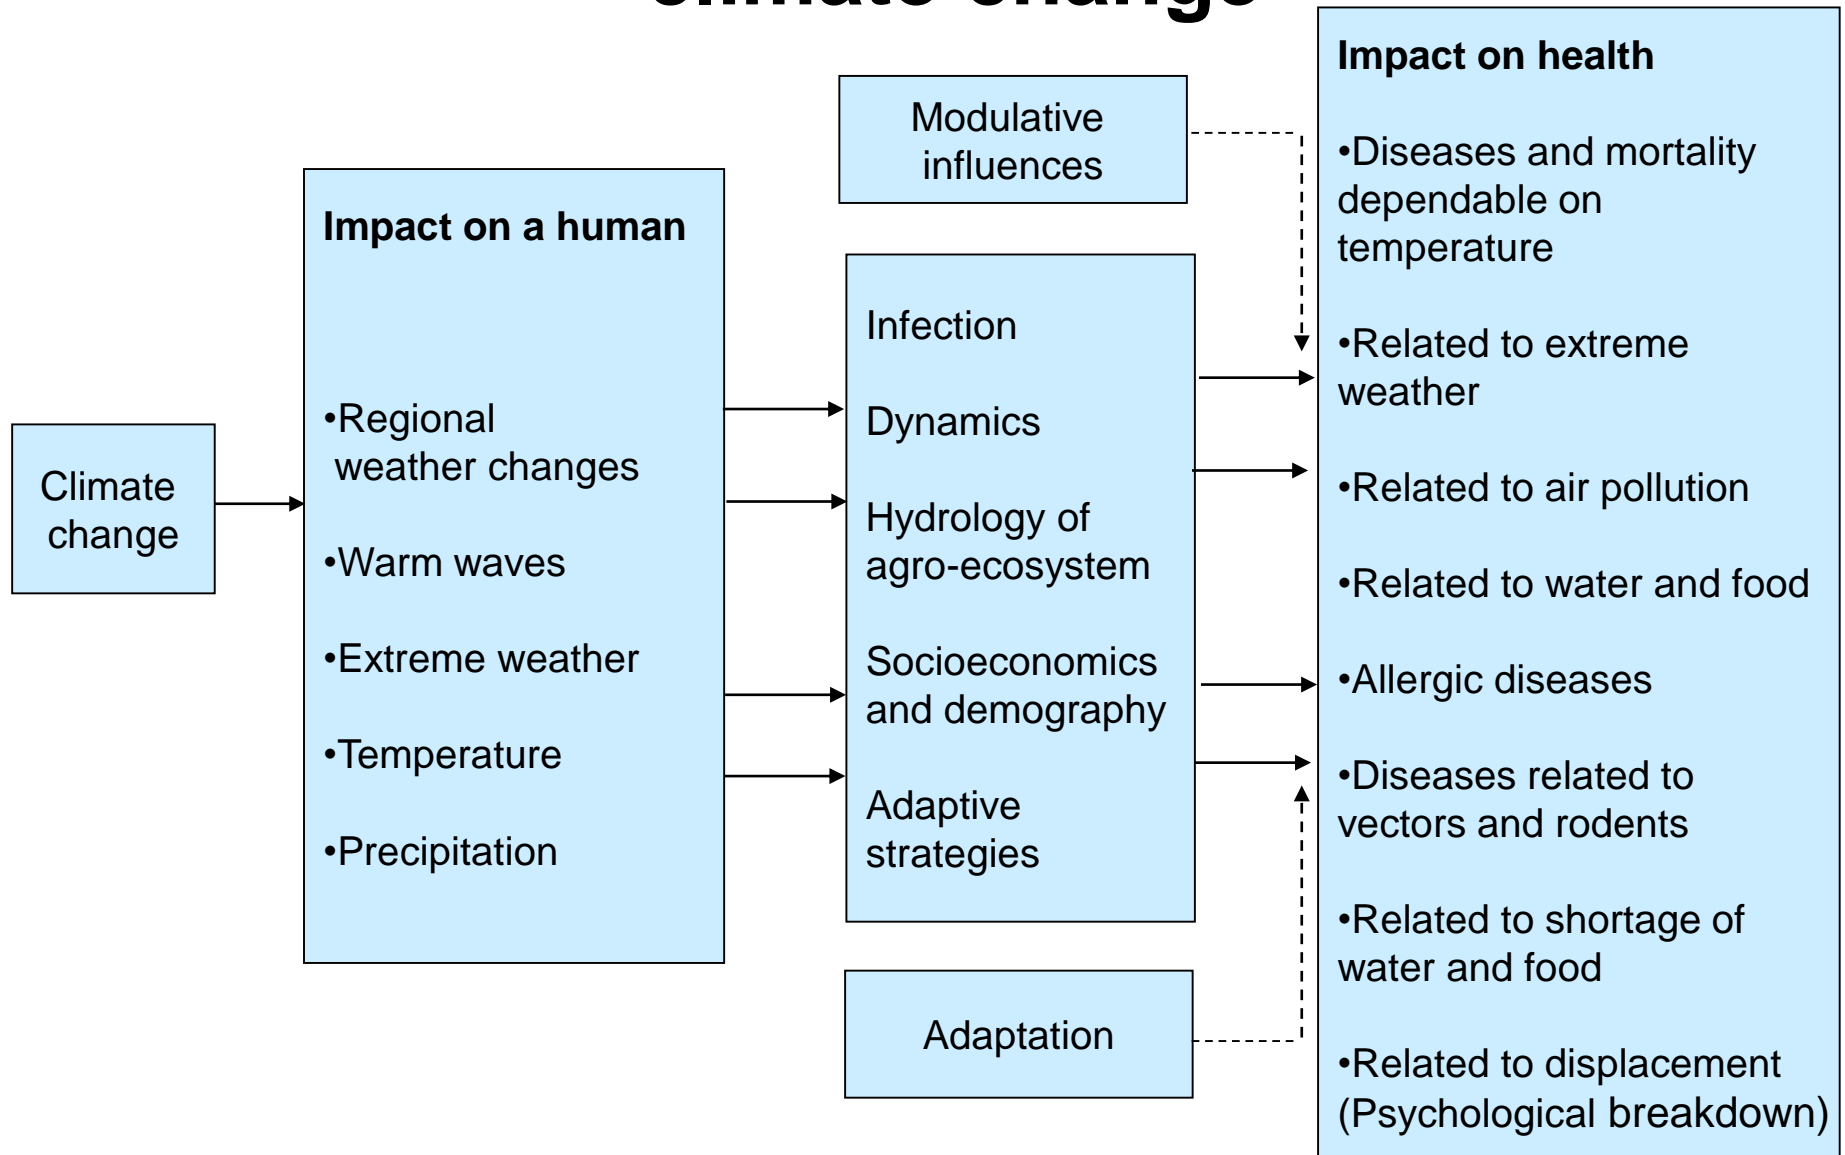 climate change
Climate
change
Impact on a human
•Regional
weather changes
•Warm waves
•Extreme weather
•Temperature
•Precipitation
Modulative
influences
Infection
Dynamics
Hydrology of
agro-ecosystem
Socioeconomics
and demography
Adaptive
strategies
Adaptation
Impact on health
•Diseases and mortality
dependable on
temperature
•Related to extreme
weather
•Related to air pollution
•Related to water and food
•Allergic diseases
•Diseases related to
vectors and rodents
•Related to shortage of
water and food
•Related to displacement
(Psychological breakdown)